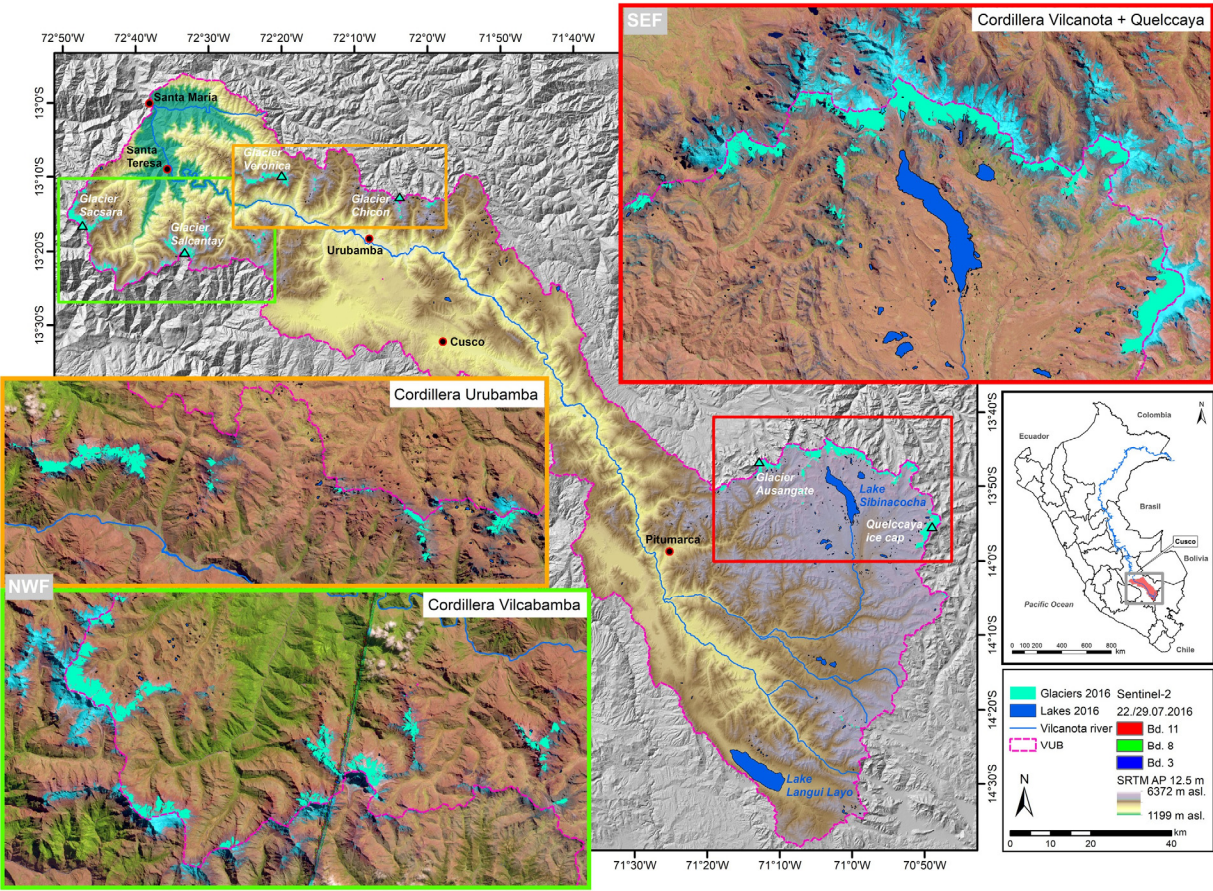 SEF
Cordillera Vilcanota + Quelccaya
72°50'W 72°40'W 72°30'W 72°20'W 72°10'W 72°0'W 71°50'W 71°40'W
13°0'S
13°10'S
13°20'S
13°30'S
Santa Maria
Santa
Teresa
Glacier
Veronica
Glacier
Chicon
Glacier
Sacsara
Glacier
Salcantay
Urubamba
Cusco
Cordillera Urubamba
NWF
Cordillera Vilcabamba
Glacier
Ausangate
Lake
Sibinacocha
Quelccaya
ice cap
Pitumarca
Lake
Langui Layo
13°40'S
13°50'S
14°0'S
14°10'S
14°20'S
14°30'S
71°30'W 71°20'W 71°10'W 71°0'W 70°50'W
N
Colombia
Ecuador
Brasil
Cusco
Bolivia
Pacific Ocean
Chile
0 100 200 400 600 800
km
Glaciers 2016
Lakes 2016
Vilcanota river
VUB
Sentinel-2
22./29.07.2016
Bd. 11
Bd. 8
Bd. 3
SRTM AP 12.5 m
6372 m asl.
1199 m asl.
N
km
0 10 20 40